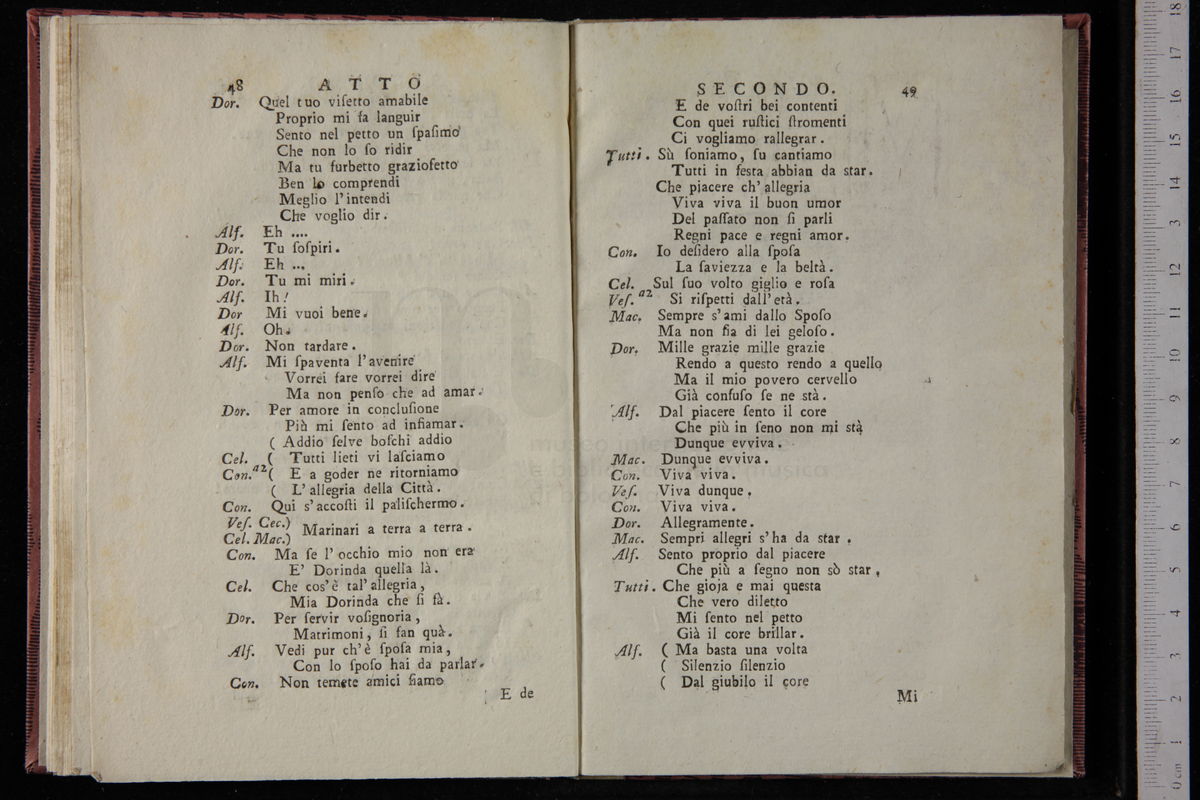 48 ATTO
Dor. Quel tuo viſetto amabile
Proprio mi fa languir
Sento nel petto un ſpaſimo
Che non lo ſo ridir
Ma tu furbetto grazioſetto
Ben lo comprendi
Meglio l'intendi
Che voglio dir.
Alf. Eh ....
Dor. Tu ſoſpiri.
Alf. Eh ...
Dor. Tu mi miri.
Alf. Ih!
Dor Mi vuoi bene.
Alf. Oh.
Dor. Non tardare.
Alf. Mi ſpaventa l'avenire
Vorrei fare vorrei dire
Ma non penſo che ad amar.
Dor. Per amore in concluſione
Più mi ſento ad infiamar.
( Addio ſelve boſchi addio
Cel. ( Tutti lieti vi laſciamo
Con. a2 ( E a goder ne ritorniamo
( L'allegria della Città.
Con. Qui s'accoſti il paliſchermo.
Veſ. Cec.) Marinari a terra a terra.
Cel. Mac.)
Con. Ma ſe l'occhio mio non era
E' Dorinda quella là.
Cel. Che cos'è tal'allegria,
Mia Dorinda che ſi fà.
Dor. Per ſervir voſignoria,
Matrimoni, ſi fan quà.
Alf. Vedi pur ch'è ſpoſa mia,
Con lo ſpoſo hai da parlar.
Con. Non temete amici ſiamo
E de
SECONDO. 49
E de voſtri bei contenti
Con quei ruſtici ſtromenti
Ci vogliamo rallegrar.
Tutti. Sù ſoniamo, ſu cantiamo
Tutti in feſta abbian da star.
Che piacere ch'allegria
Viva viva il buon umor
Del paſſato non ſi parli
Regni pace e regni amor.
Con. Io deſidero alla ſpoſa
La ſaviezza e la beltà.
Cel. Sul ſuo volto giglio e roſa
Veſ. a2 Si riſpetti dall'età.
Mac. Sempre s'ami dallo Spoſo
Ma non ſia di lei geloſo.
Dor. Mille grazie mille grazie
Rendo a questo rendo a quello
Ma il mio povero cervello
Già confuſo ſe ne stà.
Alf. Dal piacere ſento il core
Che più in ſeno non mi stà
Dunque evviva.
Mac. Dunque evviva.
Con. Viva viva.
Veſ. Viva dunque.
Con. Viva viva.
Dor. Allegramente.
Mac. Sempri allegri s'ha da star.
Alf. Sento proprio dal piacere
Che più a ſegno non sò star,
Tutti. Che gioja e mai questa
Che vero diletto
Mi ſento nel petto
Già il core brillar.
Alf. ( Ma basta una volta
( Silenzio ſilenzio
( Dal giubilo il core
Mi